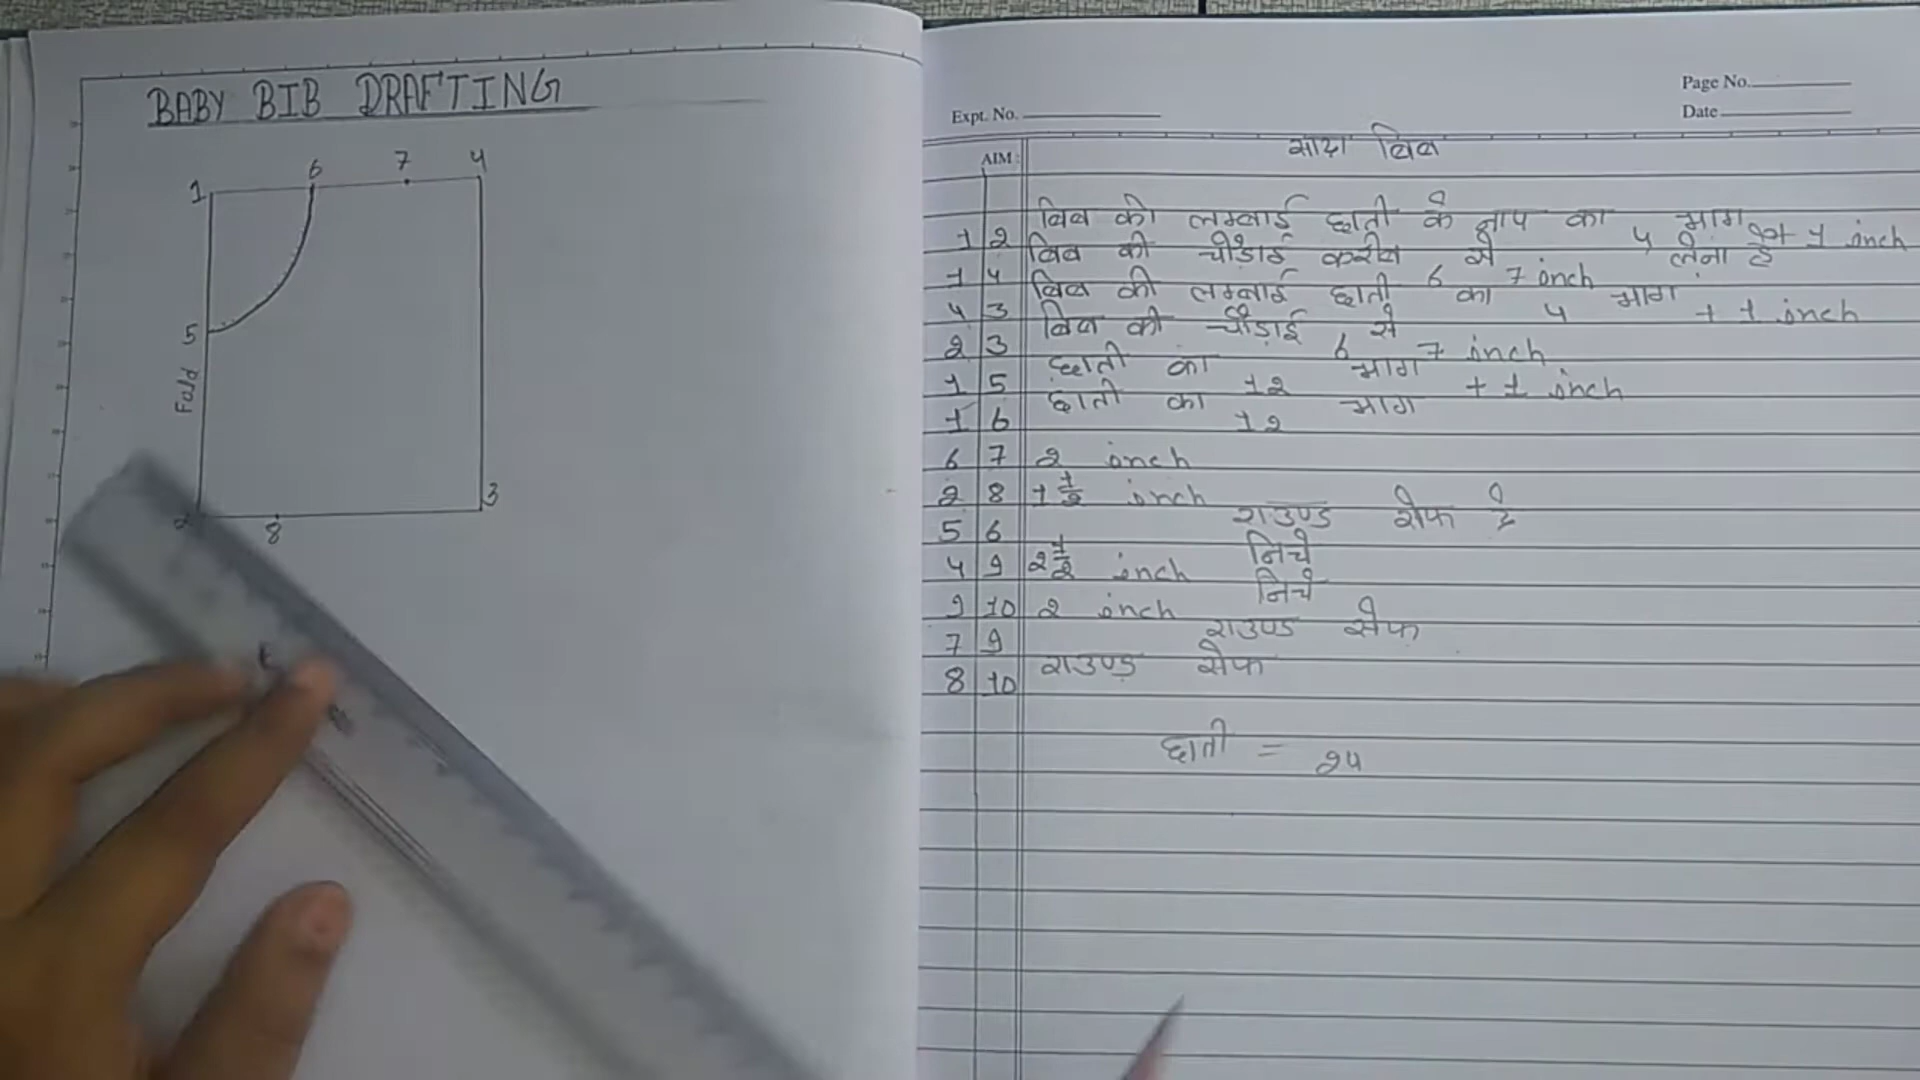 BABY BIB DRAFTING
1 6 7 4
5
Fold
2 8 3
Page No.
Expt. No.
Date
AIM :
सादा बिब
1 2 बिब की लम्बाई छाती के नाप का 4 भाग 1 inch
1 4 बिब की चौडाई करीब 6 से 7 inch लेना है
4 3 बिब की लम्बाई छाती का 4 भाग + 1 inch
2 3 बिब की चौड़ाई 6 से 7 inch
1 5 छाती का 12 भाग + 1 inch
1 6 छाती का 12 भाग
6 7 2 inch
2 8 1 1/2 inch
5 6 राउण्ड शेफ दे
4 9 2 1/2 inch निचे
9 10 2 inch निचे
7 9 राउण्ड सेफ
8 10 राउण्ड सेफ
छाती = 24